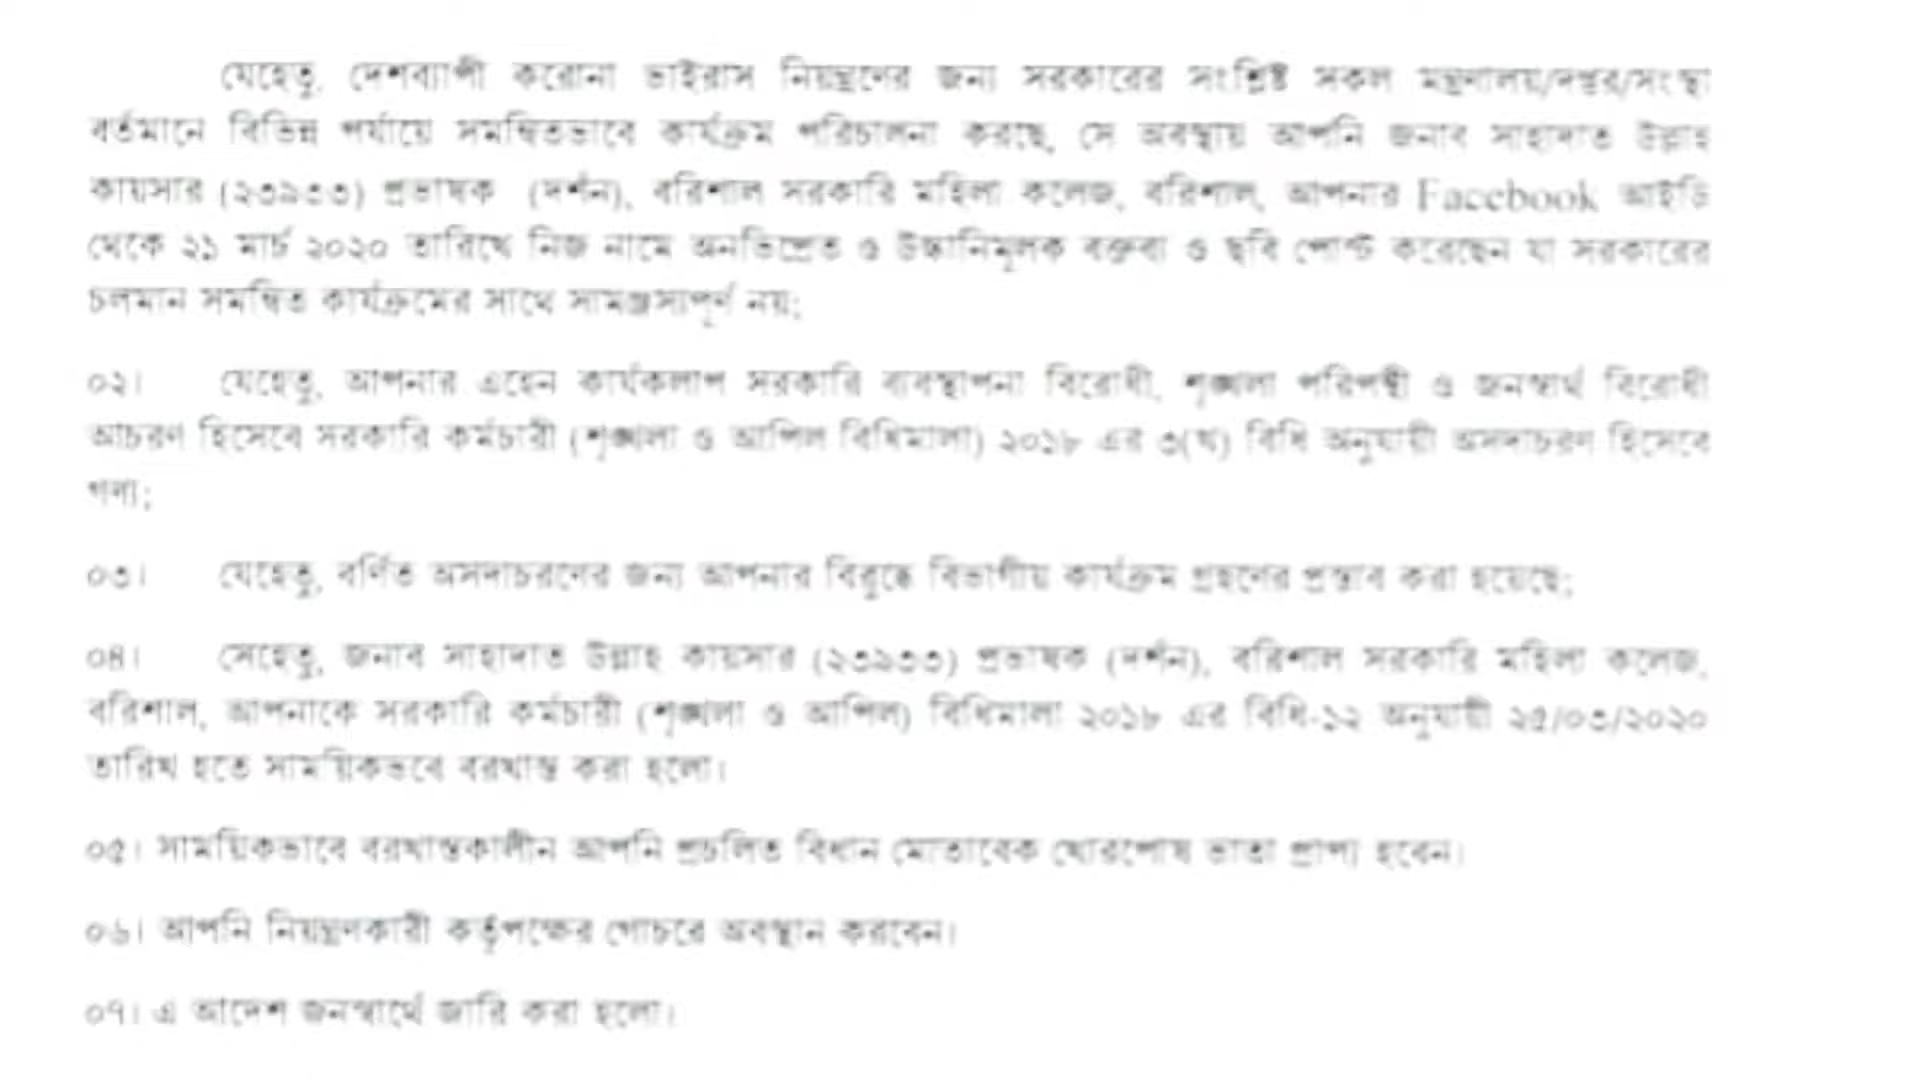 যেহেতু, দেশব্যাপী করোনা ভাইরাস নিয়ন্ত্রণের জন্য সরকারের সংশ্লিষ্ট সকল মন্ত্রণালয়/দপ্তর/সংস্থা
বর্তমানে বিভিন্ন পর্যায়ে সমন্বিতভাবে কার্যক্রম পরিচালনা করছে, সে অবস্থায় আপনি জনাব সাহাদাত উল্লাহ
কায়সার (২৩৯৩৩) প্রভাষক (দর্শন), বরিশাল সরকারি মহিলা কলেজ, বরিশাল, আপনার Facebook আইডি
থেকে ২১ মার্চ ২০২০ তারিখে নিজ নামে অনভিপ্রেত ও উস্কানিমূলক বক্তব্য ও ছবি পোস্ট করেছেন যা সরকারের
চলমান সমন্বিত কার্যক্রমের সাথে সামঞ্জস্যপূর্ণ নয়;
০২। যেহেতু, আপনার এহেন কার্যকলাপ সরকারি ব্যবস্থাপনা বিরোধী, শৃঙ্খলা পরিপন্থী ও জনস্বার্থ বিরোধী
আচরণ হিসেবে সরকারি কর্মচারী (শৃঙ্খলা ও আপিল বিধিমালা) ২০১৮ এর ৩(খ) বিধি অনুযায়ী অসদাচরণ হিসেবে
গন্য;
০৩। যেহেতু, বর্ণিত অসদাচরণের জন্য আপনার বিরুদ্ধে বিভাগীয় কার্যক্রম গ্রহণের প্রস্তাব করা হয়েছে;
০৪। সেহেতু, জনাব সাহাদাত উল্লাহ কায়সার (২৩৯৩৩) প্রভাষক (দর্শন), বরিশাল সরকারি মহিলা কলেজ,
বরিশাল, আপনাকে সরকারি কর্মচারী (শৃঙ্খলা ও আপিল) বিধিমালা ২০১৮ এর বিধি-১২ অনুযায়ী ২৫/০৩/২০২০
তারিখ হতে সাময়িকভবে বরখাস্ত করা হলো।
০৫। সাময়িকভাবে বরখাস্তকালীন আপনি প্রচলিত বিধান মোতাবেক খোরপোষ ভাতা প্রাপ্য হবেন।
০৬। আপনি নিয়ন্ত্রণকারী কর্তৃপক্ষের গোচরে অবস্থান করবেন।
০৭। এ আদেশ জনস্বার্থে জারি করা হলো।